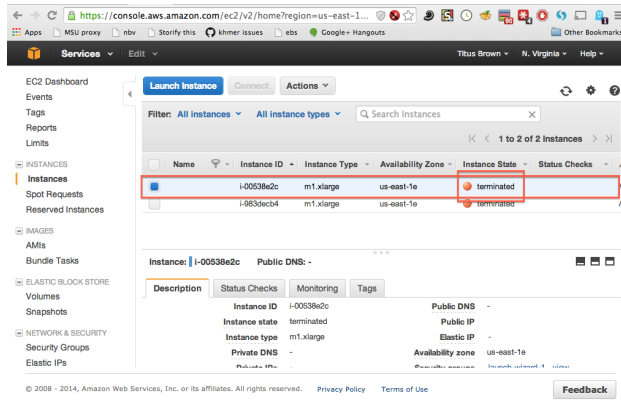 https://console.aws.amazon.com/ec2/v2/home?region=us-east-1...
Apps MSU proxy nbv Storify this khmer issues ebs Google+ Hangouts Other Bookmarks
Services Edit Titus Brown N. Virginia Help
EC2 Dashboard
Events
Tags
Reports
Limits
INSTANCES
Instances
Spot Requests
Reserved Instances
IMAGES
AMIs
Bundle Tasks
ELASTIC BLOCK STORE
Volumes
Snapshots
NETWORK & SECURITY
Security Groups
Elastic IPs
Launch Instance Connect Actions
Filter: All instances All instance types Search Instances
1 to 2 of 2 Instances
Name Instance ID Instance Type Availability Zone Instance State Status Checks
i-00538e2c m1.xlarge us-east-1e terminated
i-983decb4 m1.xlarge us-east-1e terminated
Instance: i-00538e2c Public DNS: -
Description Status Checks Monitoring Tags
Instance ID i-00538e2c Public DNS -
Instance state terminated Public IP
Instance type m1.xlarge Elastic IP -
Private DNS - Availability zone us-east-1e
Private IPs - Security groups launch-wizard-1 view
© 2008 - 2014, Amazon Web Services, Inc. or its affiliates. All rights reserved. Privacy Policy Terms of Use Feedback